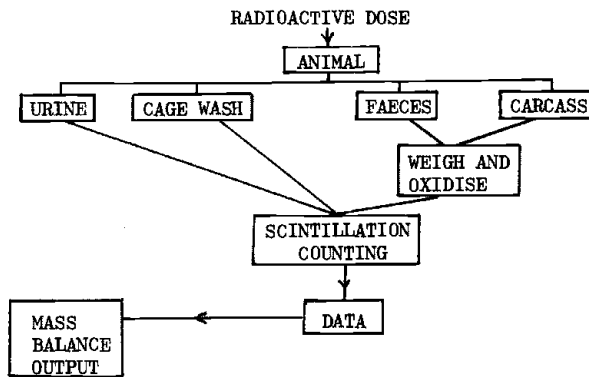 RADIOACTIVE DOSE
ANIMAL
URINE
CAGE WASH
FAECES
CARCASS
WEIGH AND
OXIDISE
SCINTILLATION
COUNTING
DATA
MASS
BALANCE
OUTPUT